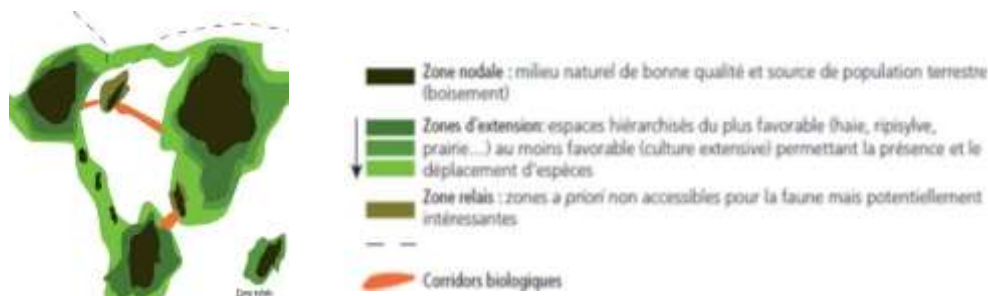 Zone nodale : milieu naturel de bonne qualité et source de population terrestre
(boisement)
Zones d'extension: espaces hiérarchisés du plus favorable (haie, ripisylve,
prairie...) au moins favorable (culture extensive) permettant la présence et le
déplacement d'espèces
Zone relais : zones a priori non accessibles pour la faune mais potentiellement
intéressantes
Corridors biologiques